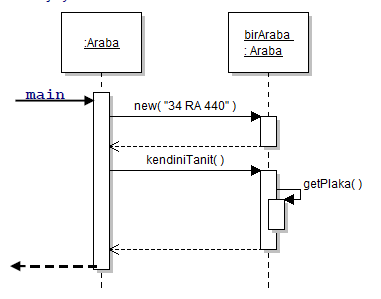 :Araba
birAraba
: Araba
main
new( "34 RA 440" )
kendiniTanit( )
getPlaka( )